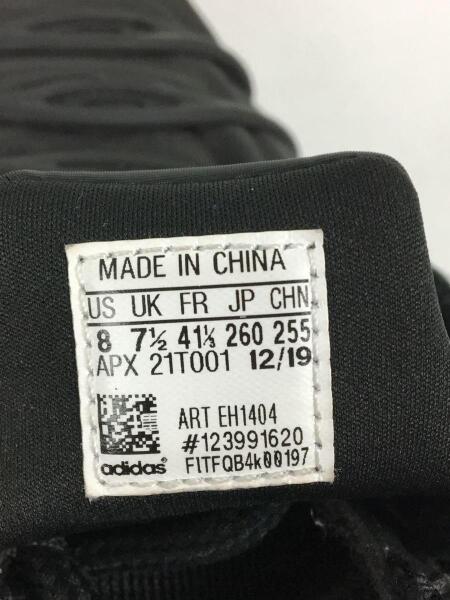 MADE IN CHINA
US UK FR JP CHN
8 7½ 41⅓ 260 255
APX 21T001 12/19
ART EH1404
#123991620
adidas FITFQB4k00197